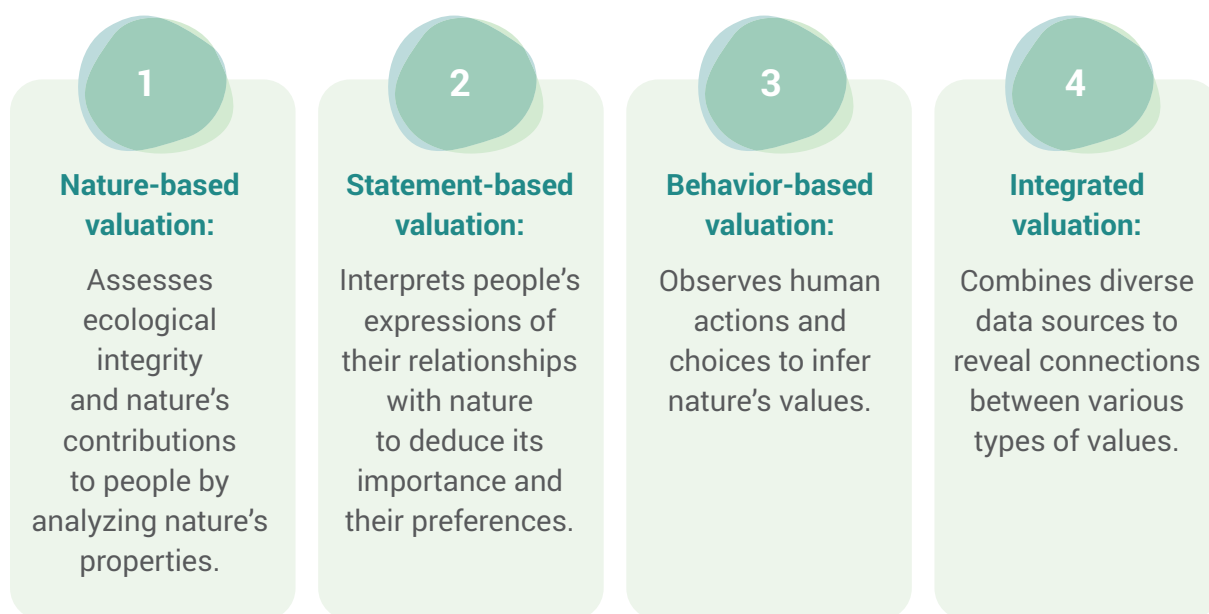 1
Nature-based
valuation:
Assesses
ecological
integrity
and nature’s
contributions
to people by
analyzing nature’s
properties.
2
Statement-based
valuation:
Interprets people’s
expressions of
their relationships
with nature
to deduce its
importance and
their preferences.
3
Behavior-based
valuation:
Observes human
actions and
choices to infer
nature’s values.
4
Integrated
valuation:
Combines diverse
data sources to
reveal connections
between various
types of values.